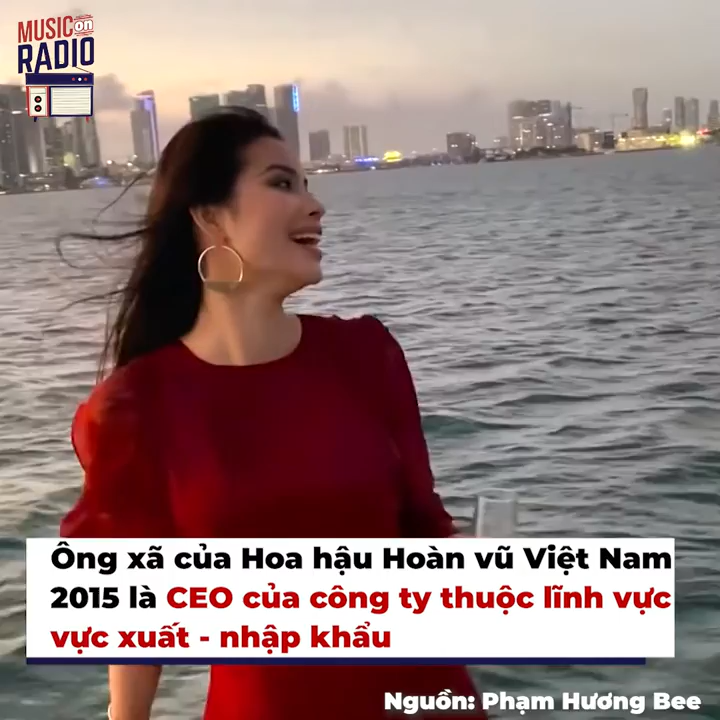 MUSIC on
RADIO
Ông xã của Hoa hậu Hoàn vũ Việt Nam
2015 là CEO của công ty thuộc lĩnh vực
vực xuất - nhập khẩu
Nguồn: Phạm Hương Bee